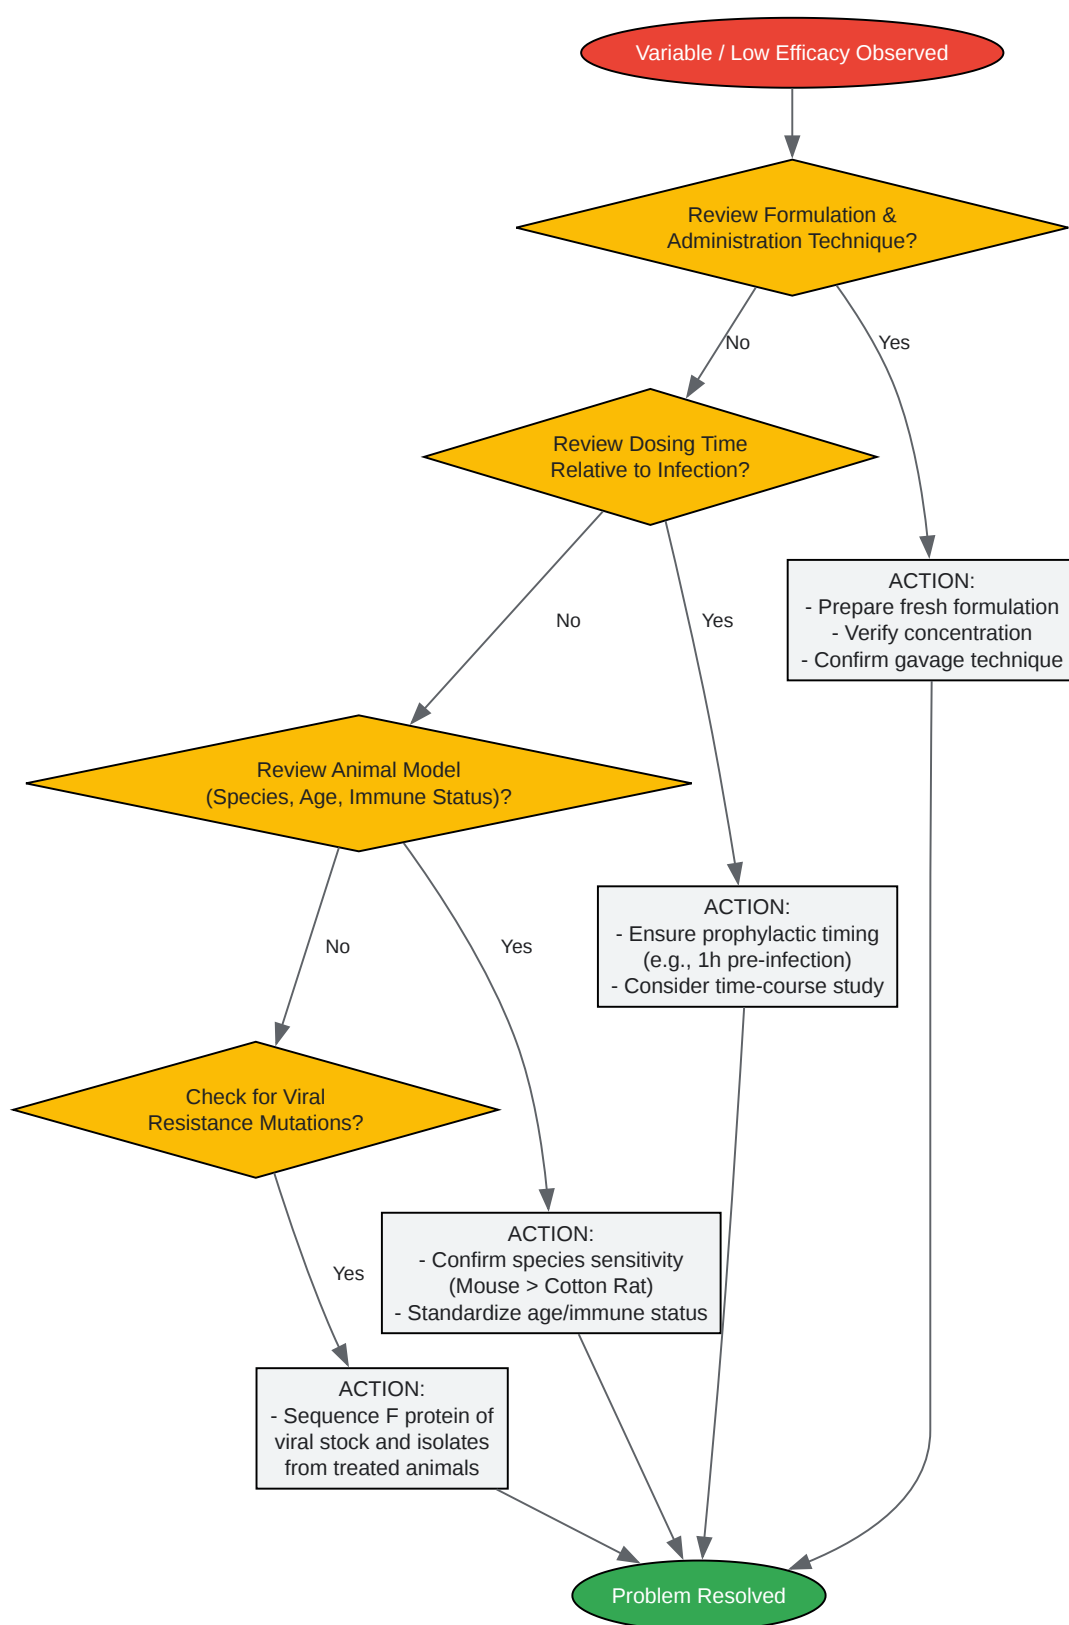 Variable / Low Efficacy Observed
Review Formulation &
Administration Technique?
No
Yes
Review Dosing Time
Relative to Infection?
ACTION:
- Prepare fresh formulation
- Verify concentration
- Confirm gavage technique
No
Yes
Review Animal Model
(Species, Age, Immune Status)?
ACTION:
- Ensure prophylactic timing
(e.g., 1h pre-infection)
- Consider time-course study
No
Yes
Check for Viral
Resistance Mutations?
ACTION:
- Confirm species sensitivity
(Mouse > Cotton Rat)
- Standardize age/immune status
Yes
ACTION:
- Sequence F protein of
viral stock and isolates
from treated animals
Problem Resolved